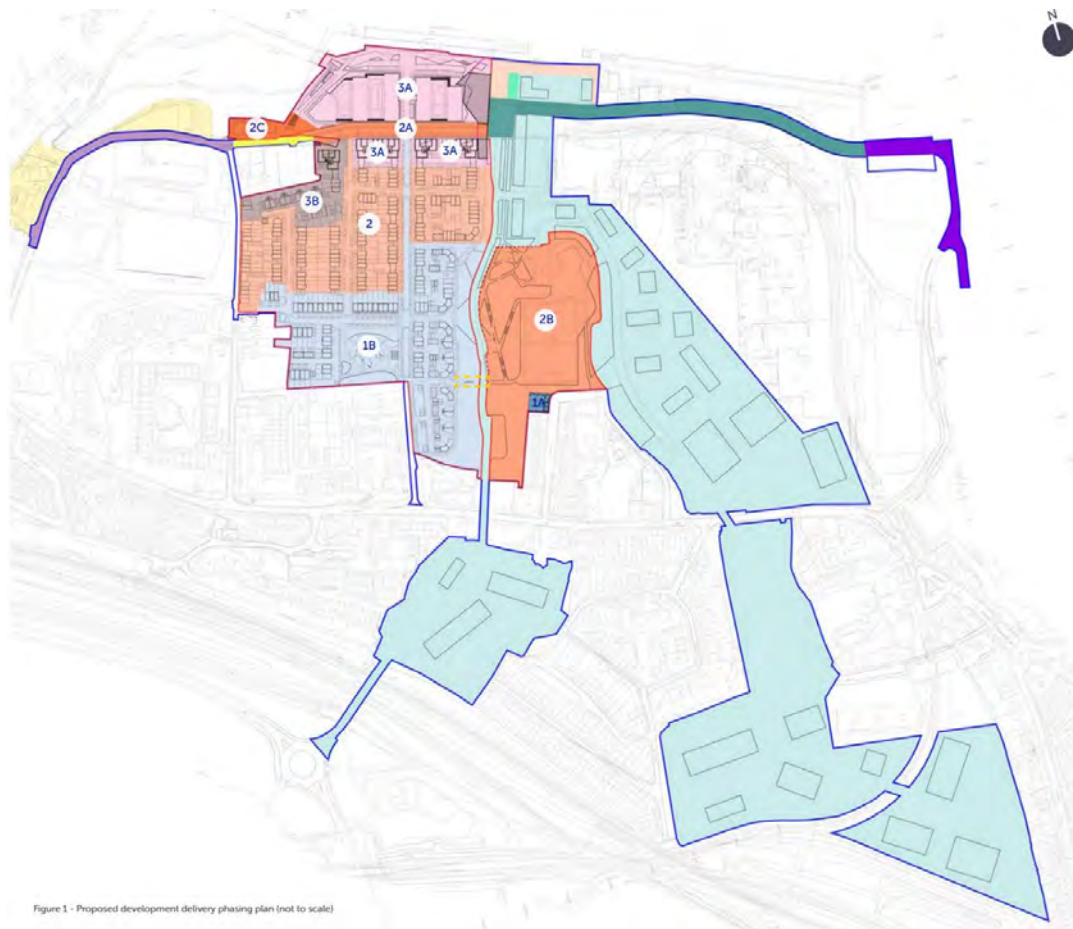 N
3A
2C
2A
3A
3A
3B
2
2B
1B
1A
Figure 1 - Proposed development delivery phasing plan (not to scale)